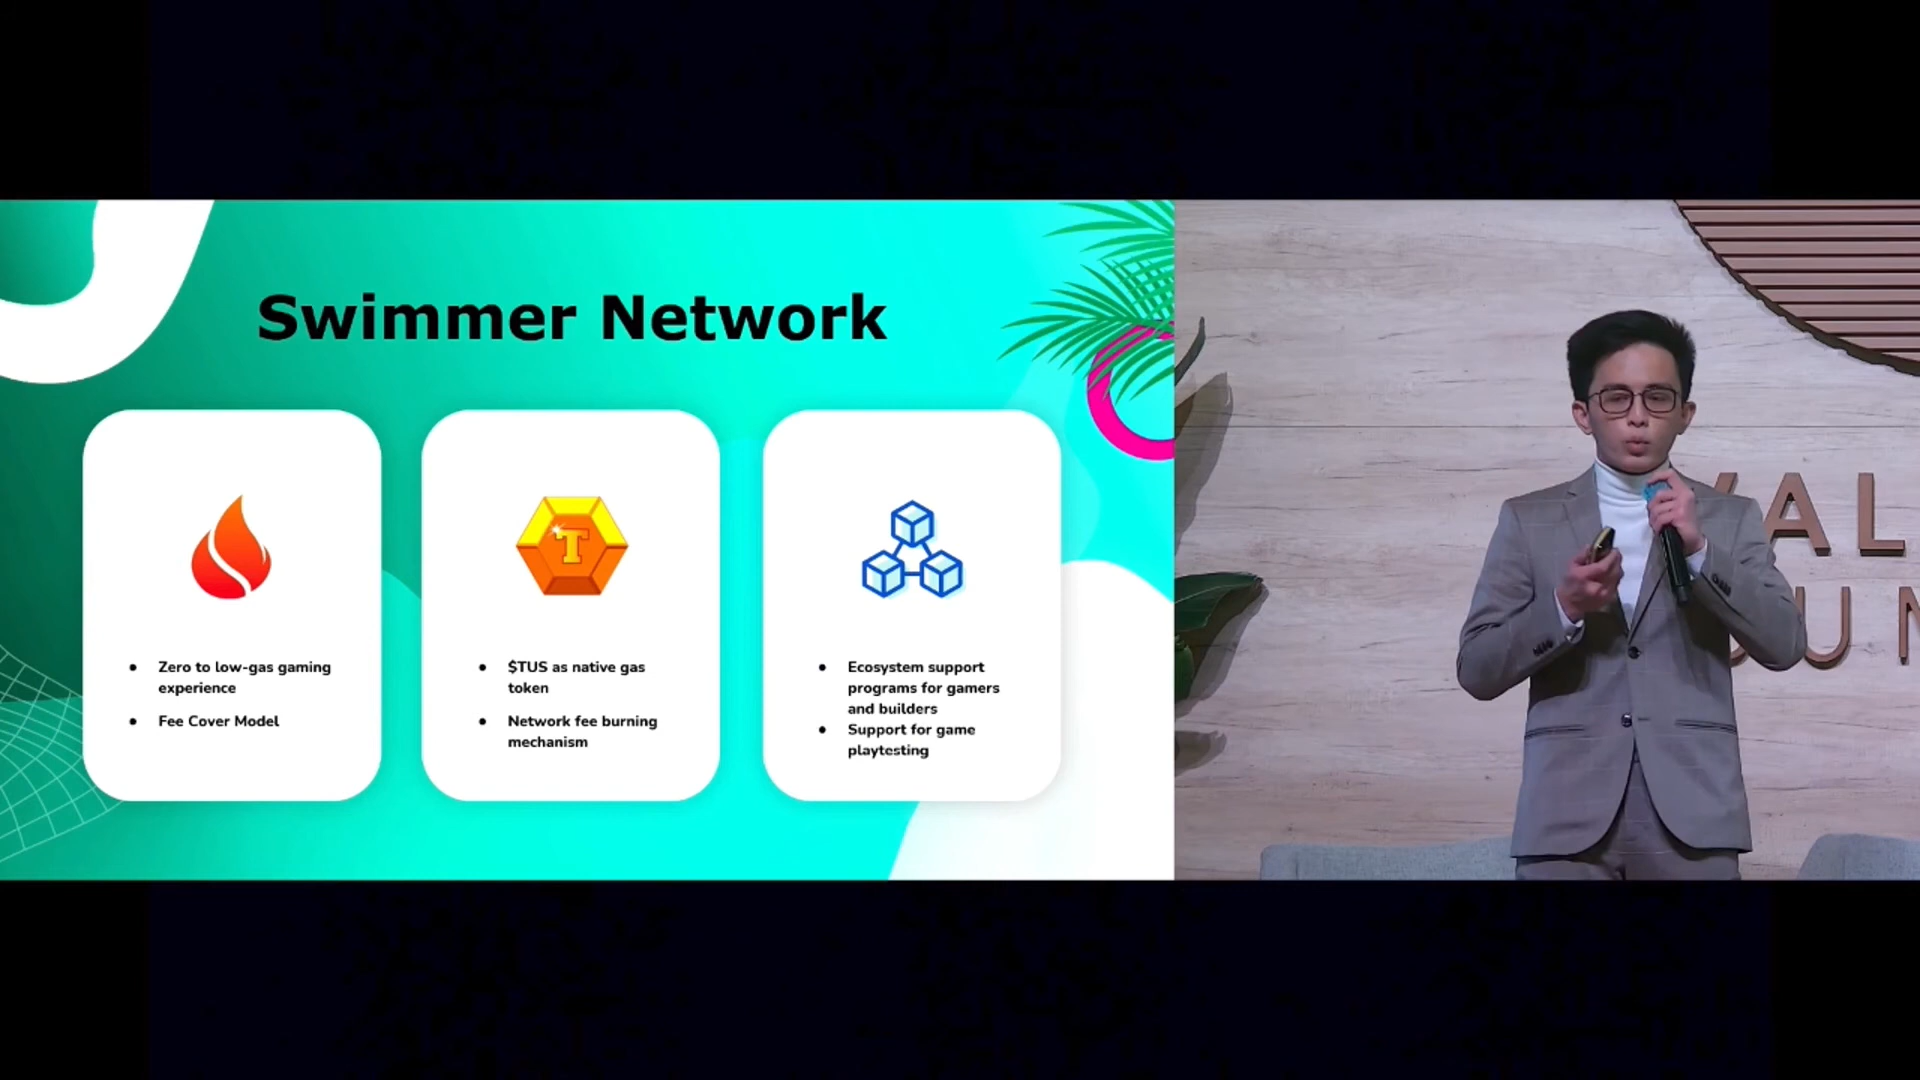 Swimmer Network
T
• Zero to low-gas gaming
experience
• Fee Cover Model
• $TUS as native gas
token
• Network fee burning
mechanism
• Ecosystem support
programs for gamers
and builders
• Support for game
playtesting